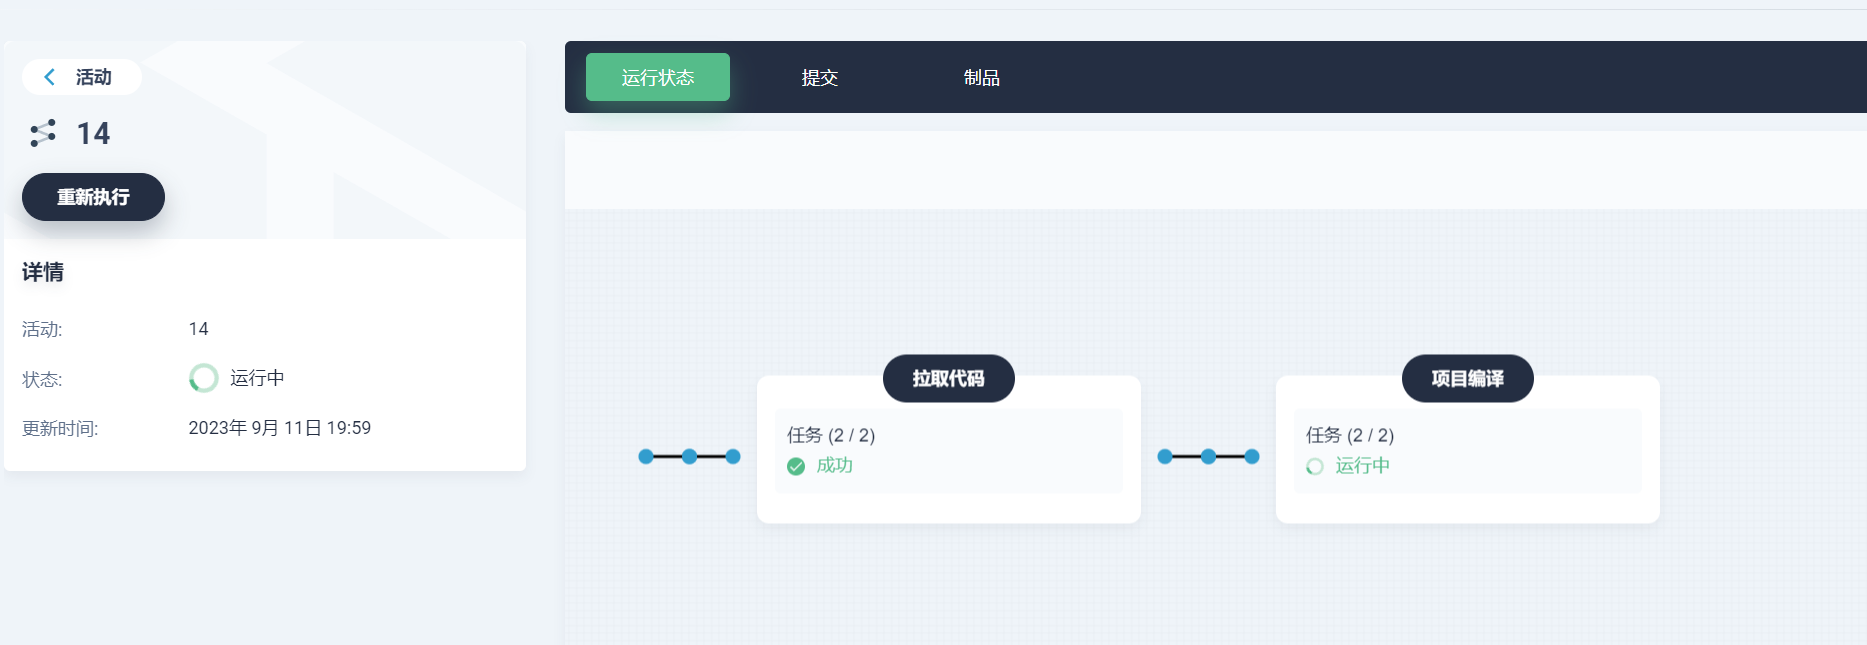 活动
14
重新执行
详情
活动: 14
状态: 运行中
更新时间: 2023年 9月 11日 19:59
运行状态 提交 制品
拉取代码
任务 (2 / 2)
成功
项目编译
任务 (2 / 2)
运行中